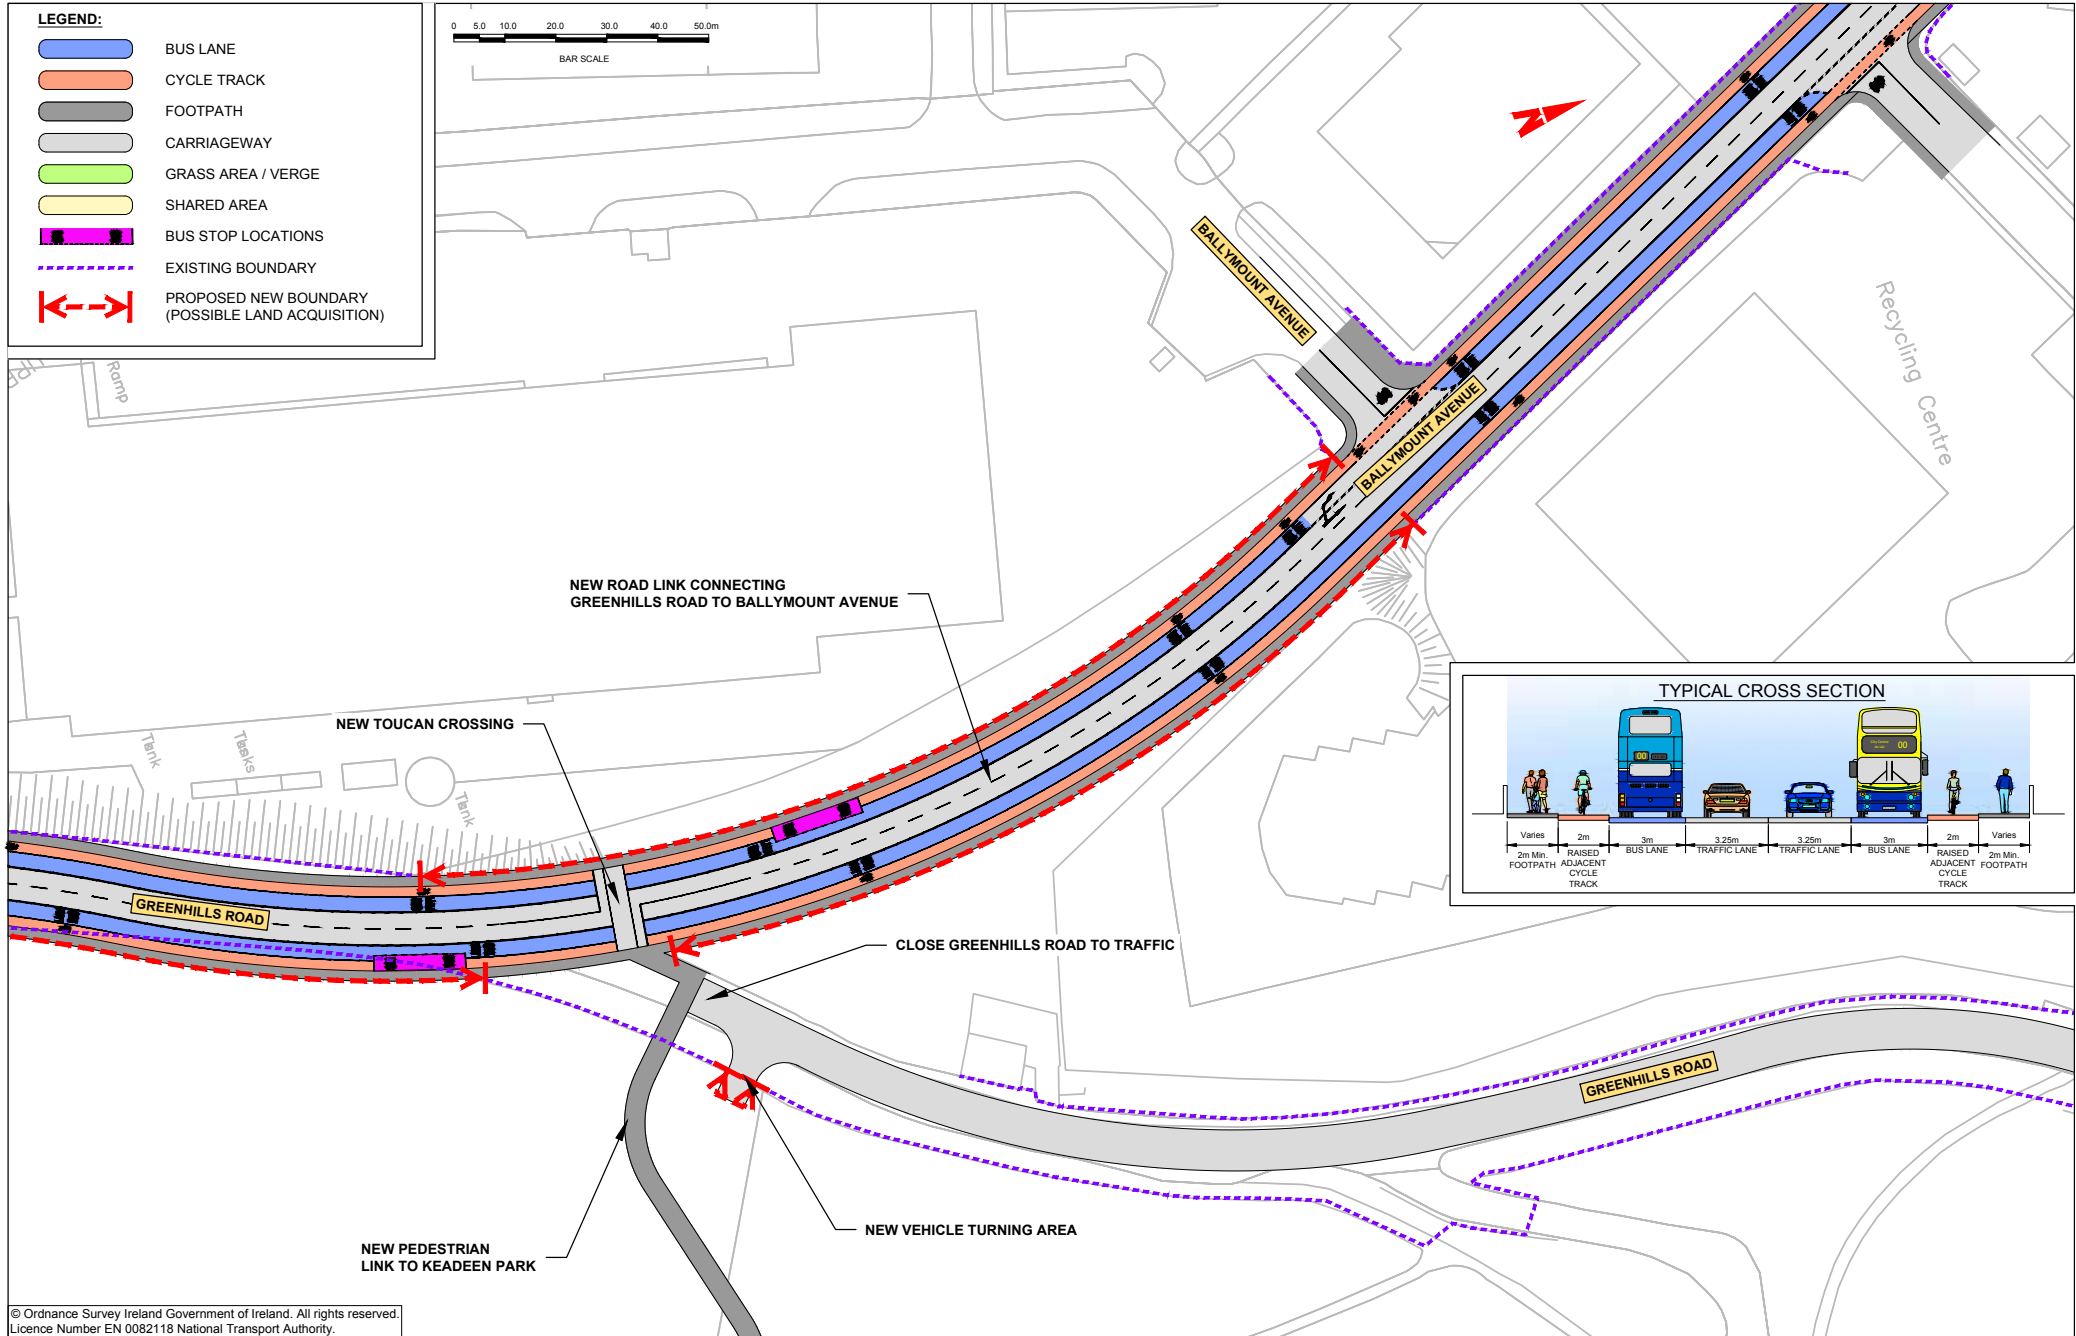 LEGEND:
BUS LANE
CYCLE TRACK
FOOTPATH
CARRIAGEWAY
GRASS AREA / VERGE
SHARED AREA
BUS STOP LOCATIONS
EXISTING BOUNDARY
PROPOSED NEW BOUNDARY
(POSSIBLE LAND ACQUISITION)
0 5.0 10.0 20.0 30.0 40.0 50.0m
BAR SCALE
N
Ramp
BALLYMOUNT AVENUE
BALLYMOUNT AVENUE
Recycling Centre
NEW ROAD LINK CONNECTING
GREENHILLS ROAD TO BALLYMOUNT AVENUE
NEW TOUCAN CROSSING
Tank
Tanks
Tank
GREENHILLS ROAD
CLOSE GREENHILLS ROAD TO TRAFFIC
TYPICAL CROSS SECTION
00
00
Varies 2m 3m 3.25m 3.25m 3m 2m Varies
2m Min. FOOTPATH
RAISED ADJACENT CYCLE TRACK
BUS LANE
TRAFFIC LANE
TRAFFIC LANE
BUS LANE
RAISED ADJACENT CYCLE TRACK
2m Min. FOOTPATH
GREENHILLS ROAD
NEW VEHICLE TURNING AREA
NEW PEDESTRIAN
LINK TO KEADEEN PARK
© Ordnance Survey Ireland Government of Ireland. All rights reserved.
Licence Number EN 0082118 National Transport Authority.